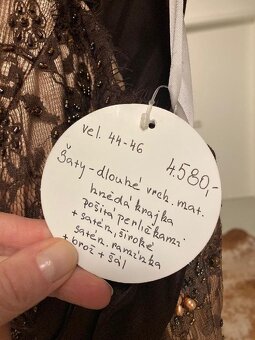 vel. 44-46
4.580,-
Šaty-dlouhé vrch. mat.
hnědá krajka
pošitá perličkami
+ satén, široké
satén. ramínka
+ brož + šál